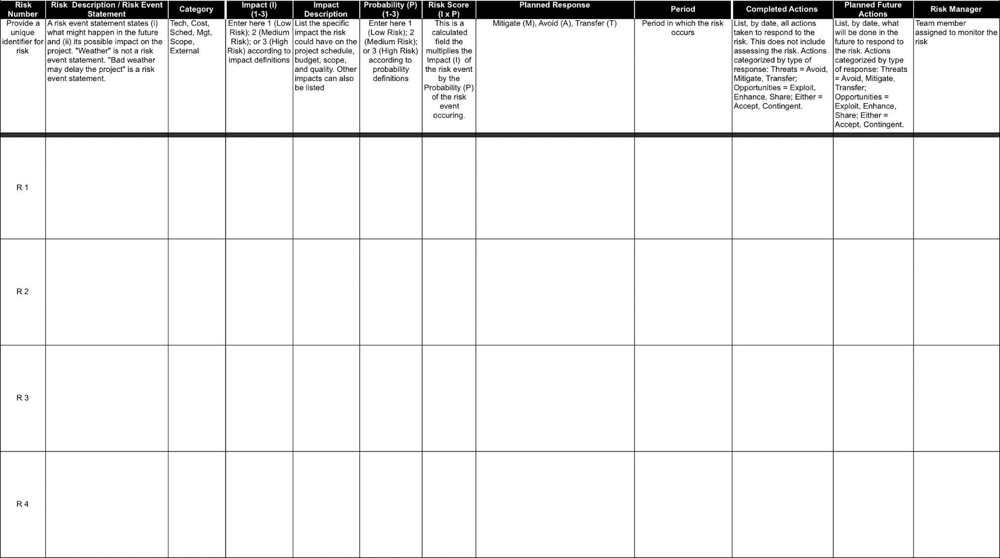 Risk
Number
Risk  Description / Risk Event
Statement
Category
Impact (I)
(1-3)
Impact
Description
Probability (P)
(1-3)
Risk Score
(I x P)
Planned Response
Period
Completed Actions
Planned Future
Actions
Risk Manager
Provide a
unique
identifier for
risk
A risk event statement states (i)
what might happen in the future
and (ii) its possible impact on the
project. "Weather" is not a risk
event statement. "Bad weather
may delay the project" is a risk
event statement.
Tech, Cost,
Sched, Mgt,
Scope,
External
Enter here 1 (Low
Risk); 2 (Medium
Risk); or 3 (High
Risk) according to
impact definitions
List the specific
impact the risk
could have on the
project schedule,
budget, scope,
and quality. Other
impacts can also
be listed
Enter here 1
(Low Risk); 2
(Medium Risk);
or 3 (High Risk)
according to
probability
definitions
This is a
calculated
field the
multiplies the
Impact (I)  of
the risk event
by the
Probability (P)
of the risk
event
occuring.
Mitigate (M), Avoid (A), Transfer (T)
Period in which the risk
occurs
List, by date, all actions
taken to respond to the
risk. This does not include
assessing the risk. Actions
categorized by type of
response: Threats = Avoid,
Mitigate, Transfer;
Opportunities = Exploit,
Enhance, Share; Either =
Accept, Contingent.
List, by date, what
will be done in the
future to respond to
the risk. Actions
categorized by type
of response: Threats
= Avoid, Mitigate,
Transfer;
Opportunities =
Exploit, Enhance,
Share; Either =
Accept, Contingent.
Team member
assigned to monitor the
risk
R 1
R 2
R 3
R 4